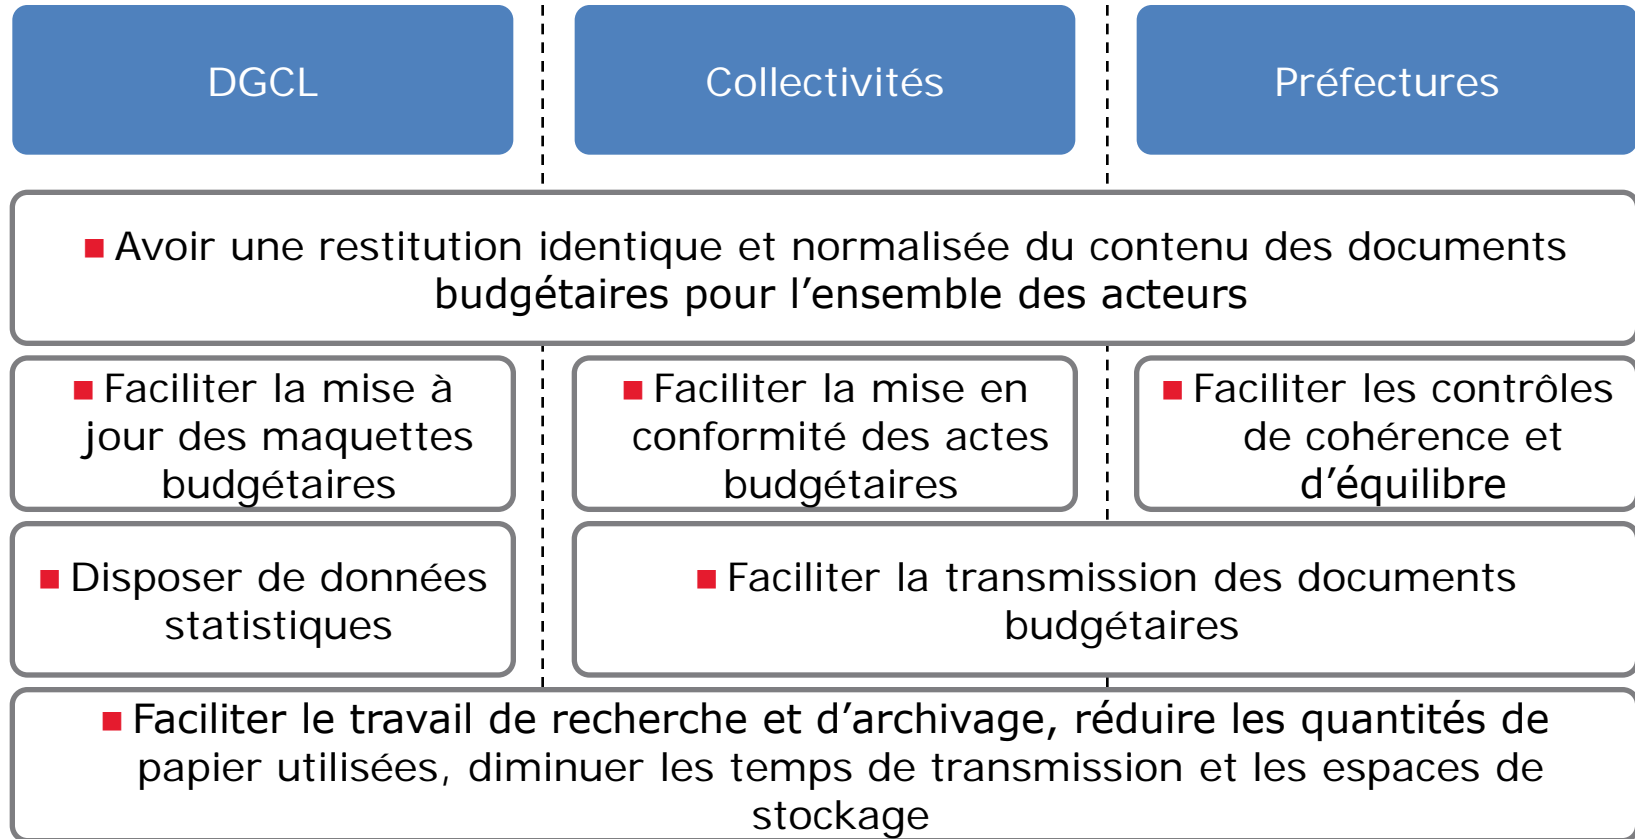 DGCL
Collectivités
Préfectures
■ Avoir une restitution identique et normalisée du contenu des documents
budgétaires pour l’ensemble des acteurs
■ Faciliter la mise à
jour des maquettes
budgétaires
■ Faciliter la mise en
conformité des actes
budgétaires
■ Faciliter les contrôles
de cohérence et
d’équilibre
■ Disposer de données
statistiques
■ Faciliter la transmission des documents
budgétaires
■ Faciliter le travail de recherche et d’archivage, réduire les quantités de
papier utilisées, diminuer les temps de transmission et les espaces de
stockage